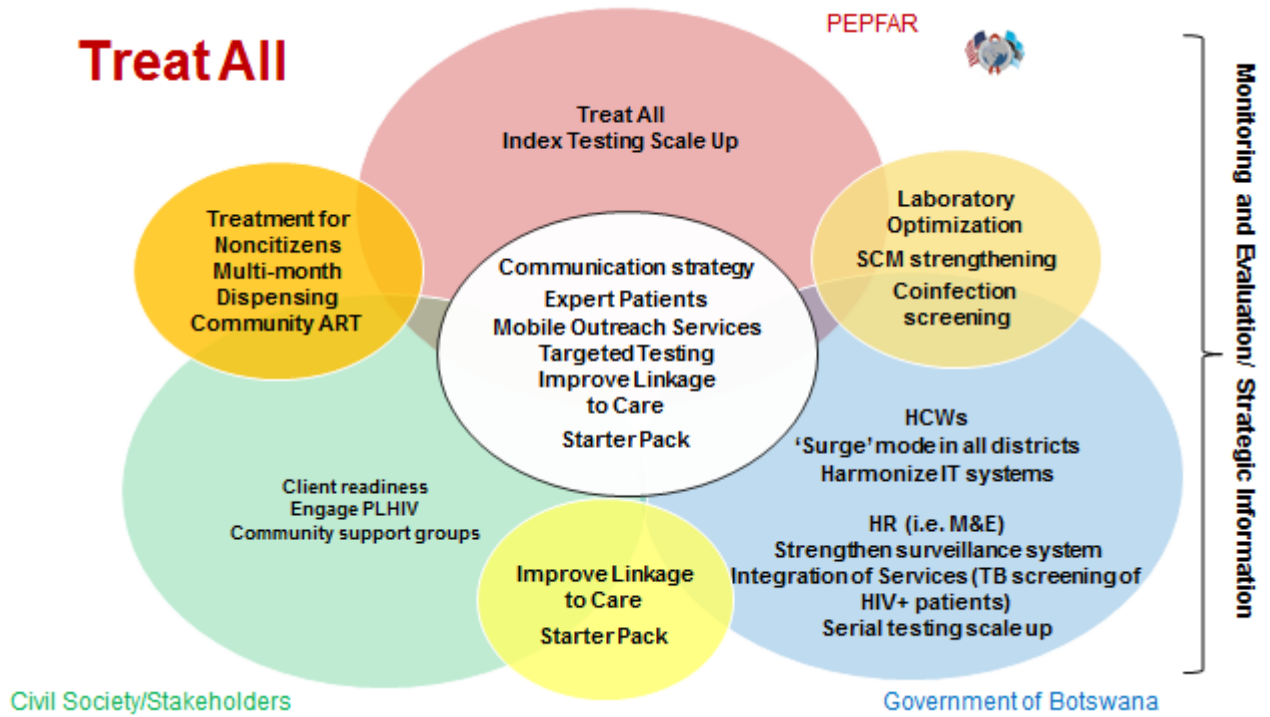 Treat All
PEPFAR
Treat All
Index Testing Scale Up
Treatment for
Noncitizens
Multi-month
Dispensing
Community ART
Laboratory
Optimization
SCM strengthening
Coinfection
screening
Communication strategy
Expert Patients
Mobile Outreach Services
Targeted Testing
Improve Linkage
to Care
Starter Pack
HCWs
‘Surge’ mode in all districts
Harmonize IT systems
HR (i.e. M&E)
Strengthen surveillance system
Integration of Services (TB screening of
HIV+ patients)
Serial testing scale up
Client readiness
Engage PLHIV
Community support groups
Improve Linkage
to Care
Starter Pack
Civil Society/Stakeholders
Government of Botswana
Monitoring and Evaluation/ Strategic Information